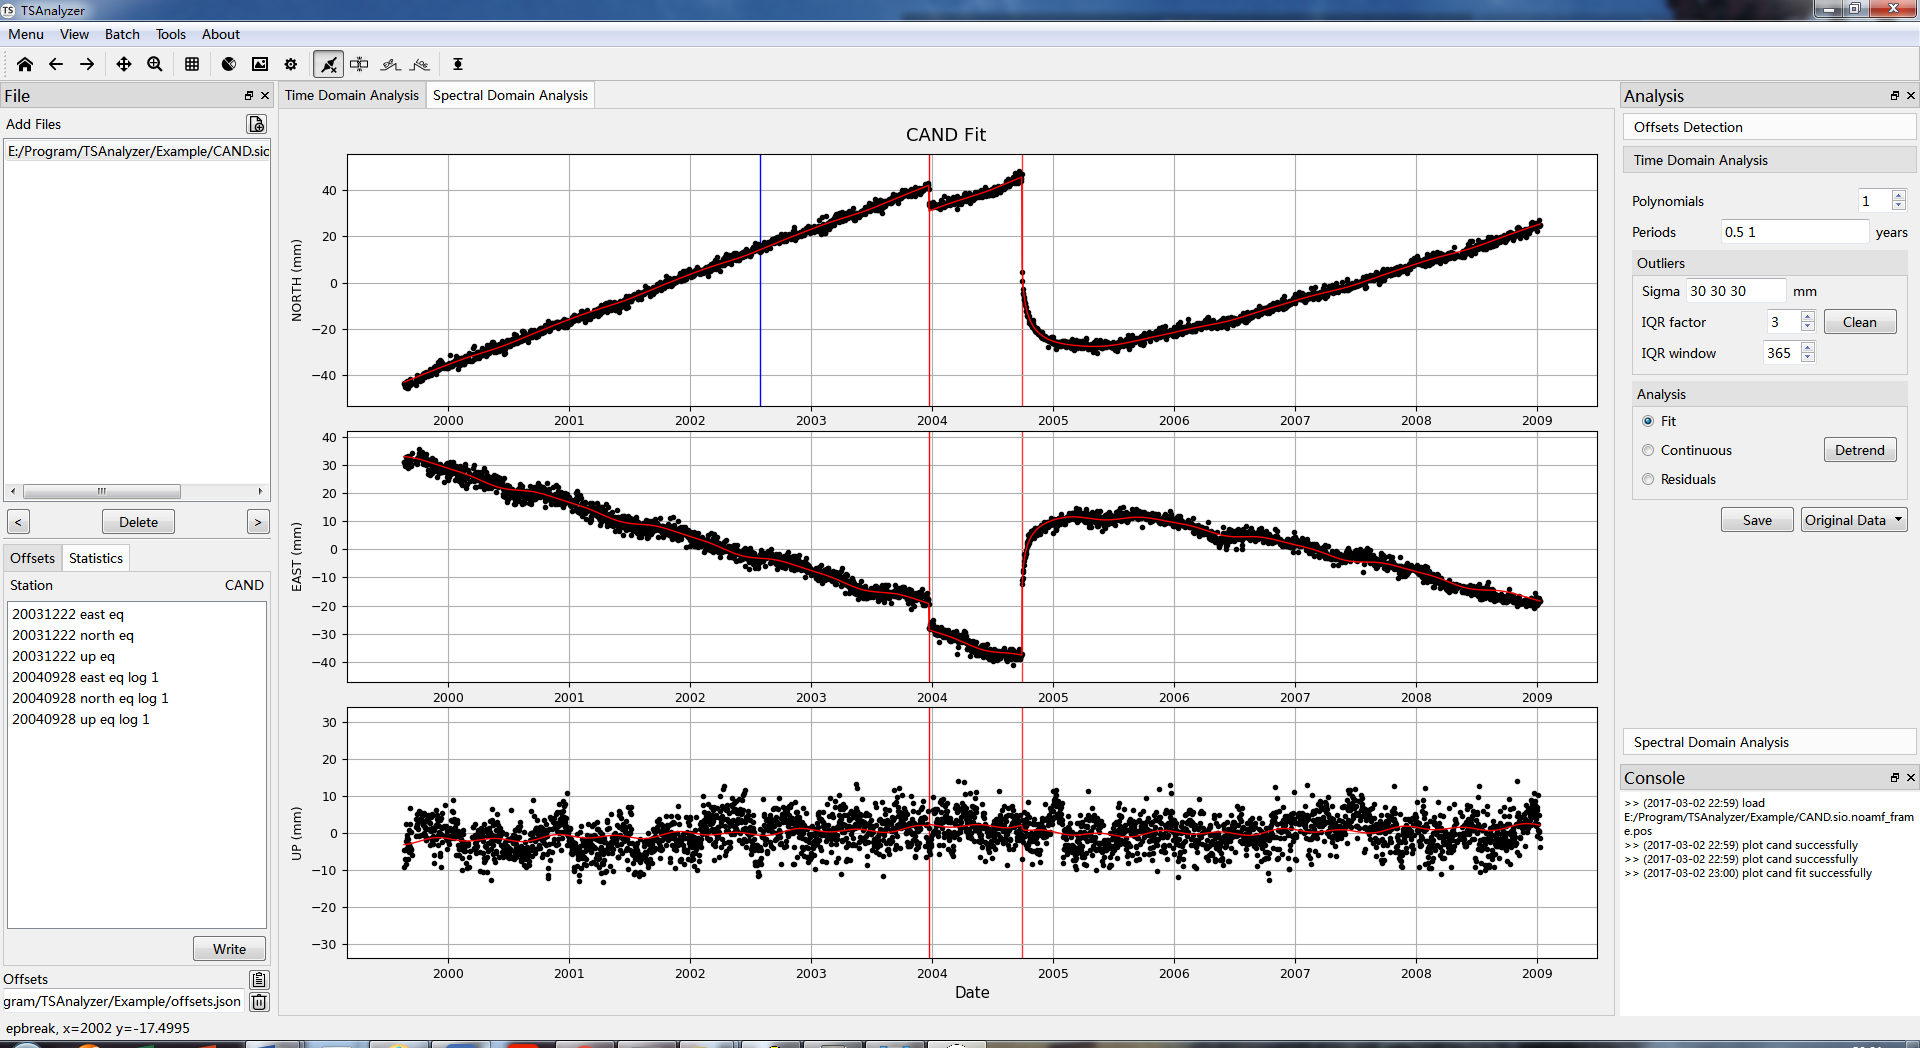 TS TSAnalyzer
Menu View Batch Tools About
File
Add Files
E:/Program/TSAnalyzer/Example/CAND.sic
< Delete >
Offsets Statistics
Station CAND
20031222 east eq
20031222 north eq
20031222 up eq
20040928 east eq log 1
20040928 north eq log 1
20040928 up eq log 1
Write
Offsets
gram/TSAnalyzer/Example/offsets.json
epbreak, x=2002 y=-17.4995
Time Domain Analysis Spectral Domain Analysis
CAND Fit
NORTH (mm)
40
20
0
−20
−40
2000 2001 2002 2003 2004 2005 2006 2007 2008 2009
EAST (mm)
40
30
20
10
0
−10
−20
−30
−40
2000 2001 2002 2003 2004 2005 2006 2007 2008 2009
UP (mm)
30
20
10
0
−10
−20
−30
2000 2001 2002 2003 2004 2005 2006 2007 2008 2009
Date
Analysis
Offsets Detection
Time Domain Analysis
Polynomials 1
Periods 0.5 1 years
Outliers
Sigma 30 30 30 mm
IQR factor 3 Clean
IQR window 365
Analysis
Fit
Continuous Detrend
Residuals
Save Original Data
Spectral Domain Analysis
Console
>> (2017-03-02 22:59) load
E:/Program/TSAnalyzer/Example/CAND.sio.noamf_fram
e.pos
>> (2017-03-02 22:59) plot cand successfully
>> (2017-03-02 22:59) plot cand successfully
>> (2017-03-02 23:00) plot cand fit successfully